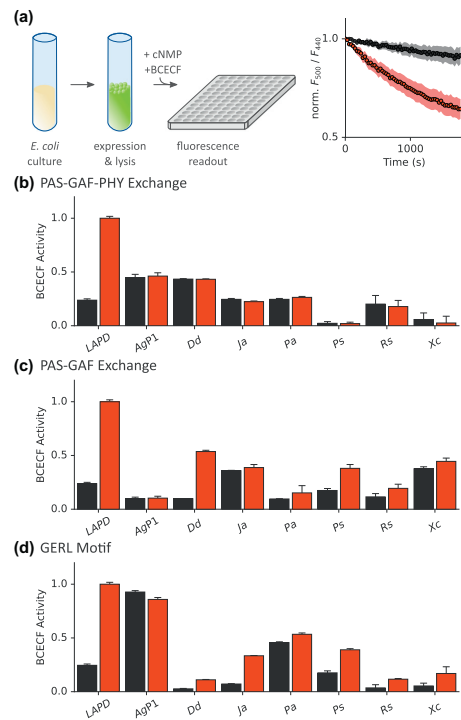 (a)
+ cNMP
+BCECF
E. coli
culture
expression
& lysis
fluorescence
readout
norm. F500 / F440
1.0
0.5
0
1000
Time (s)
(b) PAS-GAF-PHY Exchange
BCECF Activity
1.0
0.5
0.0
LAPD AgP1 Dd Ja Pa Ps Rs Xc
(c) PAS-GAF Exchange
BCECF Activity
1.0
0.5
0.0
LAPD AgP1 Dd Ja Pa Ps Rs Xc
(d) GERL Motif
BCECF Activity
1.0
0.5
0.0
LAPD AgP1 Dd Ja Pa Ps Rs Xc